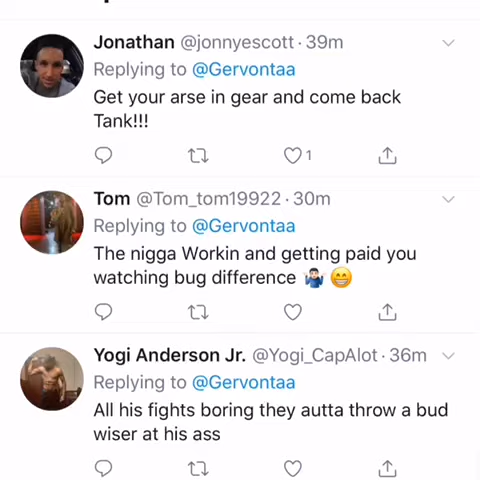 Jonathan @jonnyescott · 39m
Replying to @Gervontaa
Get your arse in gear and come back
Tank!!!
1
Tom @Tom_tom19922 · 30m
Replying to @Gervontaa
The nigga Workin and getting paid you
watching bug difference 🤷🏻‍♂️ 😁
Yogi Anderson Jr. @Yogi_CapAlot · 36m
Replying to @Gervontaa
All his fights boring they autta throw a bud
wiser at his ass